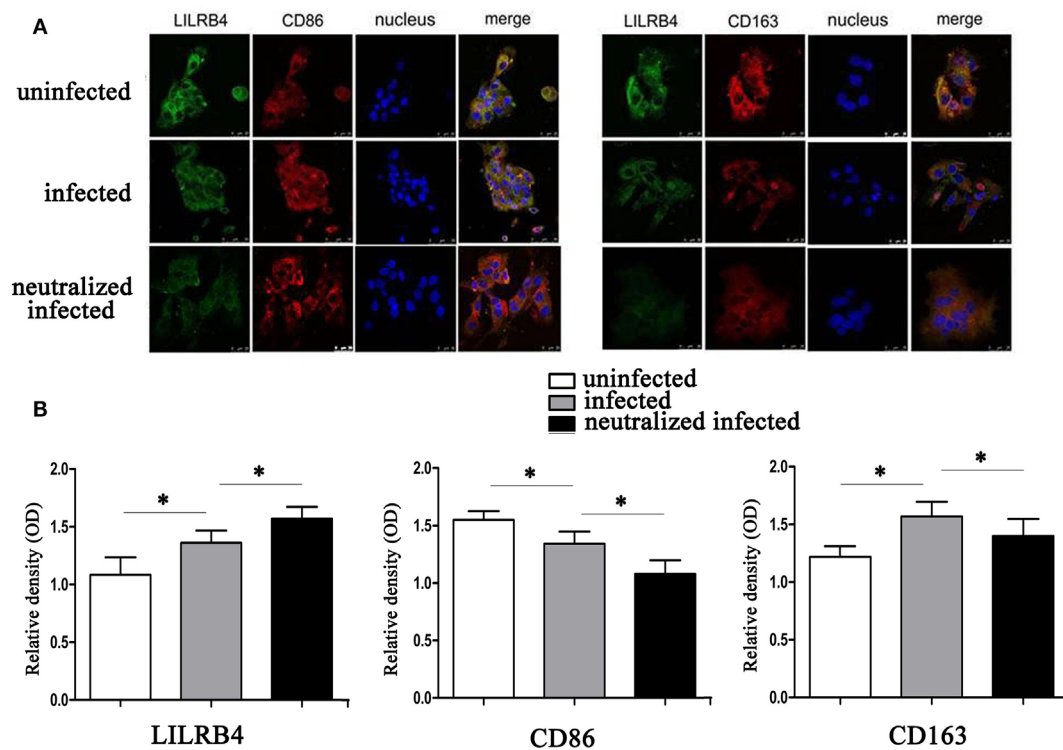 A
LILRB4 CD86 nucleus merge
LILRB4 CD163 nucleus merge
uninfected
infected
neutralized
infected
uninfected
infected
neutralized infected
B
2.0
1.5
1.0
0.5
0.0
Relative density (OD)
*
*
LILRB4
2.0
1.5
1.0
0.5
0.0
Relative density (OD)
*
*
CD86
2.0
1.5
1.0
0.5
0.0
Relative density (OD)
*
*
CD163